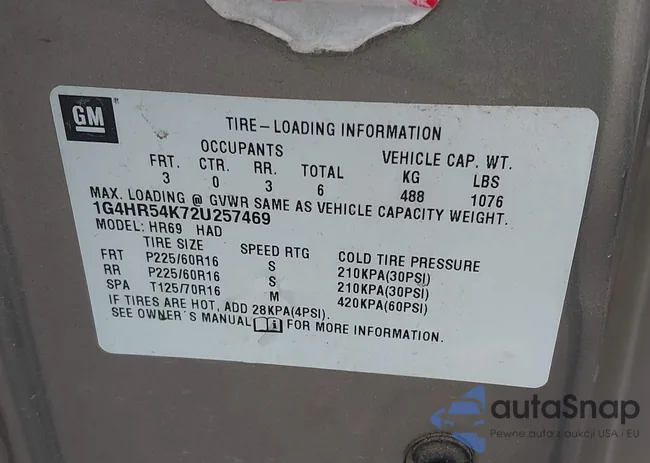 GM
TIRE-LOADING INFORMATION
OCCUPANTS VEHICLE CAP. WT.
FRT. CTR. RR. TOTAL KG LBS
3 0 3 6 488 1076
MAX. LOADING @ GVWR SAME AS VEHICLE CAPACITY WEIGHT.
1G4HR54K72U257469
MODEL: HR69 HAD
TIRE SIZE SPEED RTG COLD TIRE PRESSURE
FRT P225/60R16 S 210KPA(30PSI)
RR P225/60R16 S 210KPA(30PSI)
SPA T125/70R16 M 420KPA(60PSI)
IF TIRES ARE HOT, ADD 28KPA(4PSI).
SEE OWNER'S MANUAL FOR MORE INFORMATION.
autaSnap
Pewne auta z aukcji USA i EU